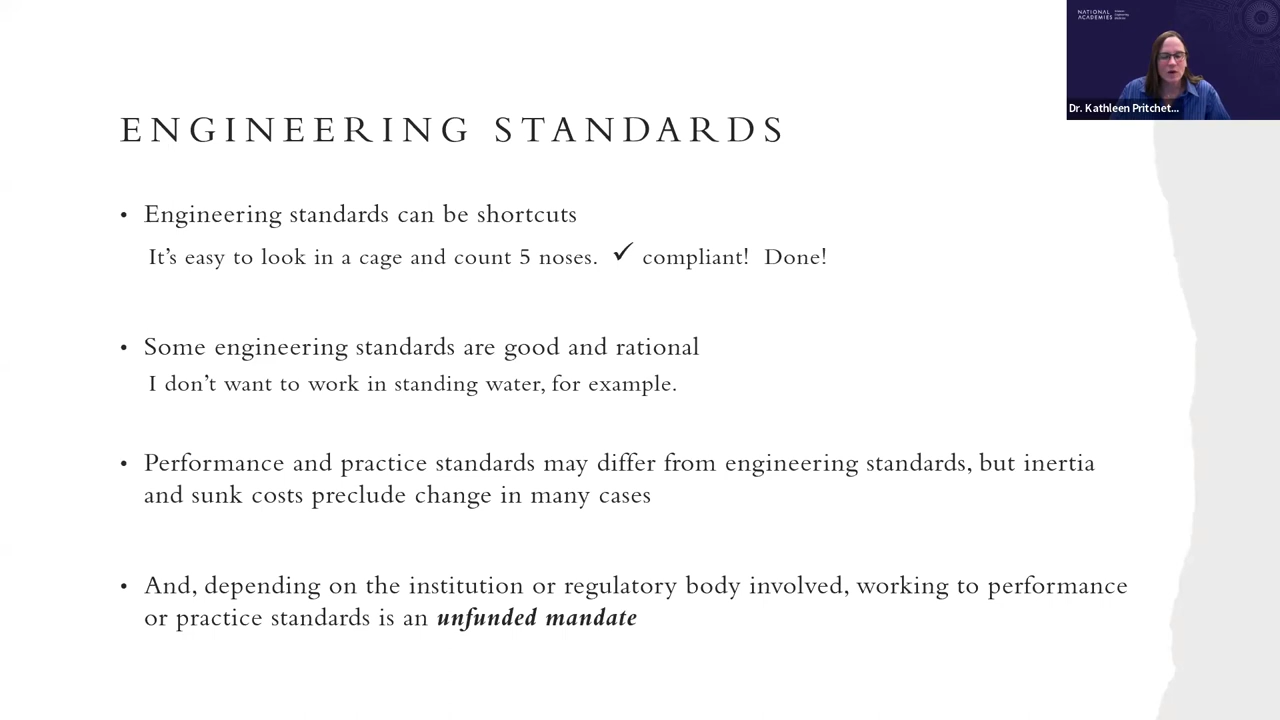 NATIONAL
ACADEMIES
Dr. Kathleen Pritchet...
ENGINEERING STANDARDS
• Engineering standards can be shortcuts
It's easy to look in a cage and count 5 noses. ✓ compliant! Done!
• Some engineering standards are good and rational
I don't want to work in standing water, for example.
• Performance and practice standards may differ from engineering standards, but inertia
and sunk costs preclude change in many cases
• And, depending on the institution or regulatory body involved, working to performance
or practice standards is an unfunded mandate